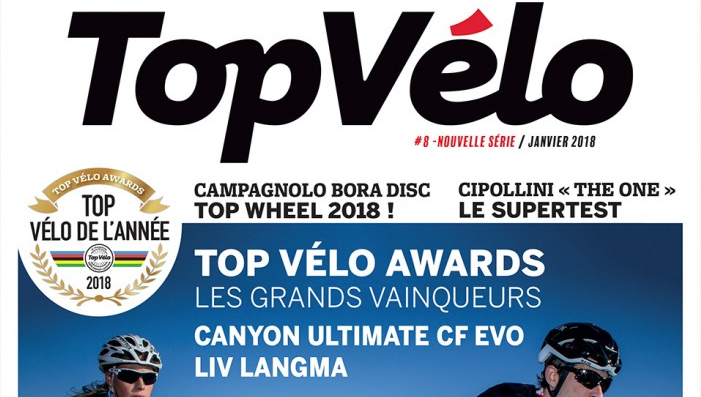 TopVélo
#8 -NOUVELLE SÉRIE / JANVIER 2018
TOP VÉLO AWARDS
TOP
VÉLO DE L'ANNÉE
Top Vélo
2018
CAMPAGNOLO BORA DISC
TOP WHEEL 2018 !
CIPOLLINI « THE ONE »
LE SUPERTEST
TOP VÉLO AWARDS
LES GRANDS VAINQUEURS
CANYON ULTIMATE CF EVO
LIV LANGMA